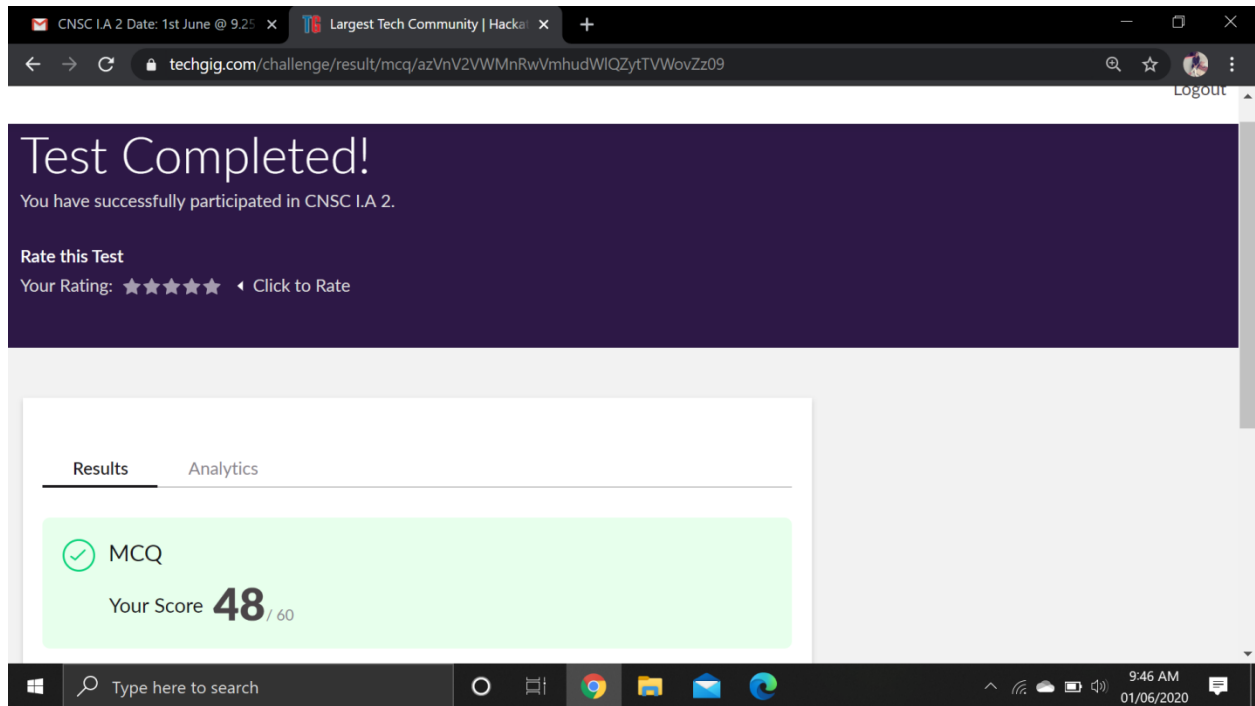 CNSC I.A 2 Date: 1st June @ 9.25
TG Largest Tech Community | Hackat
techgig.com/challenge/result/mcq/azVnV2VWMnRwVmhudWlQZytTVWovZz09
Logout
Test Completed!
You have successfully participated in CNSC I.A 2.
Rate this Test
Your Rating: Click to Rate
Results Analytics
MCQ
Your Score 48 / 60
Type here to search
9:46 AM
01/06/2020